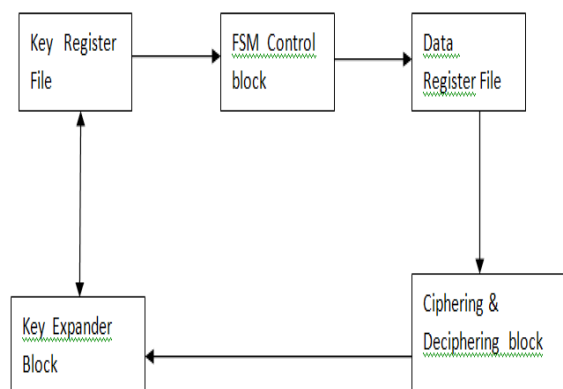 Key Register
File
FSM Control
block
Data
Register File
Ciphering &
Deciphering block
Key Expander
Block